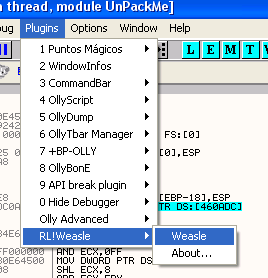 n thread, module UnPackMe]
bug Plugins Options Window Help
L E M T
1 Puntos Mágicos
2 WindowInfos
3 CommandBar
4 OllyScript
5 OllyDump
6 OllyTbar Manager
7 +BP-OLLY
8 OllyBonE
9 API break plugin
0 Hide Debugger
Olly Advanced
RL!Weasle
Weasle
About...
FS:[0]
],ESP
[EBP-18],ESP
TR DS:[460ADC]
AND ECX,0FF
MOV DWORD PTR DS
SHL ECX,8